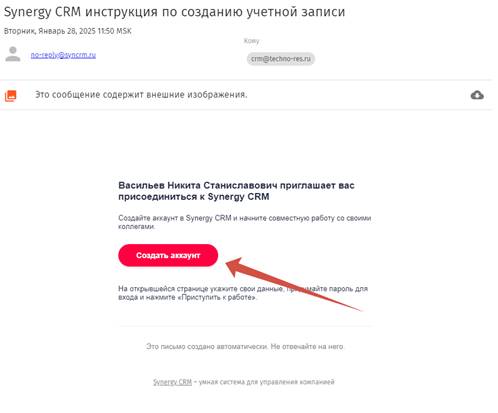 Synergy CRM инструкция по созданию учетной записи
Вторник, Январь 28, 2025 11:50 MSK
Кому
no-reply@syncrm.ru
crm@techno-res.ru
Это сообщение содержит внешние изображения.
Васильев Никита Станиславович приглашает вас
присоединиться к Synergy CRM
Создайте аккаунт в Synergy CRM и начните совместную работу со своими
коллегами.
Создать аккаунт
На открывшейся странице укажите свои данные, придумайте пароль для
входа и нажмите «Приступить к работе».
Это письмо создано автоматически. Не отвечайте на него.
Synergy CRM – умная система для управления компанией